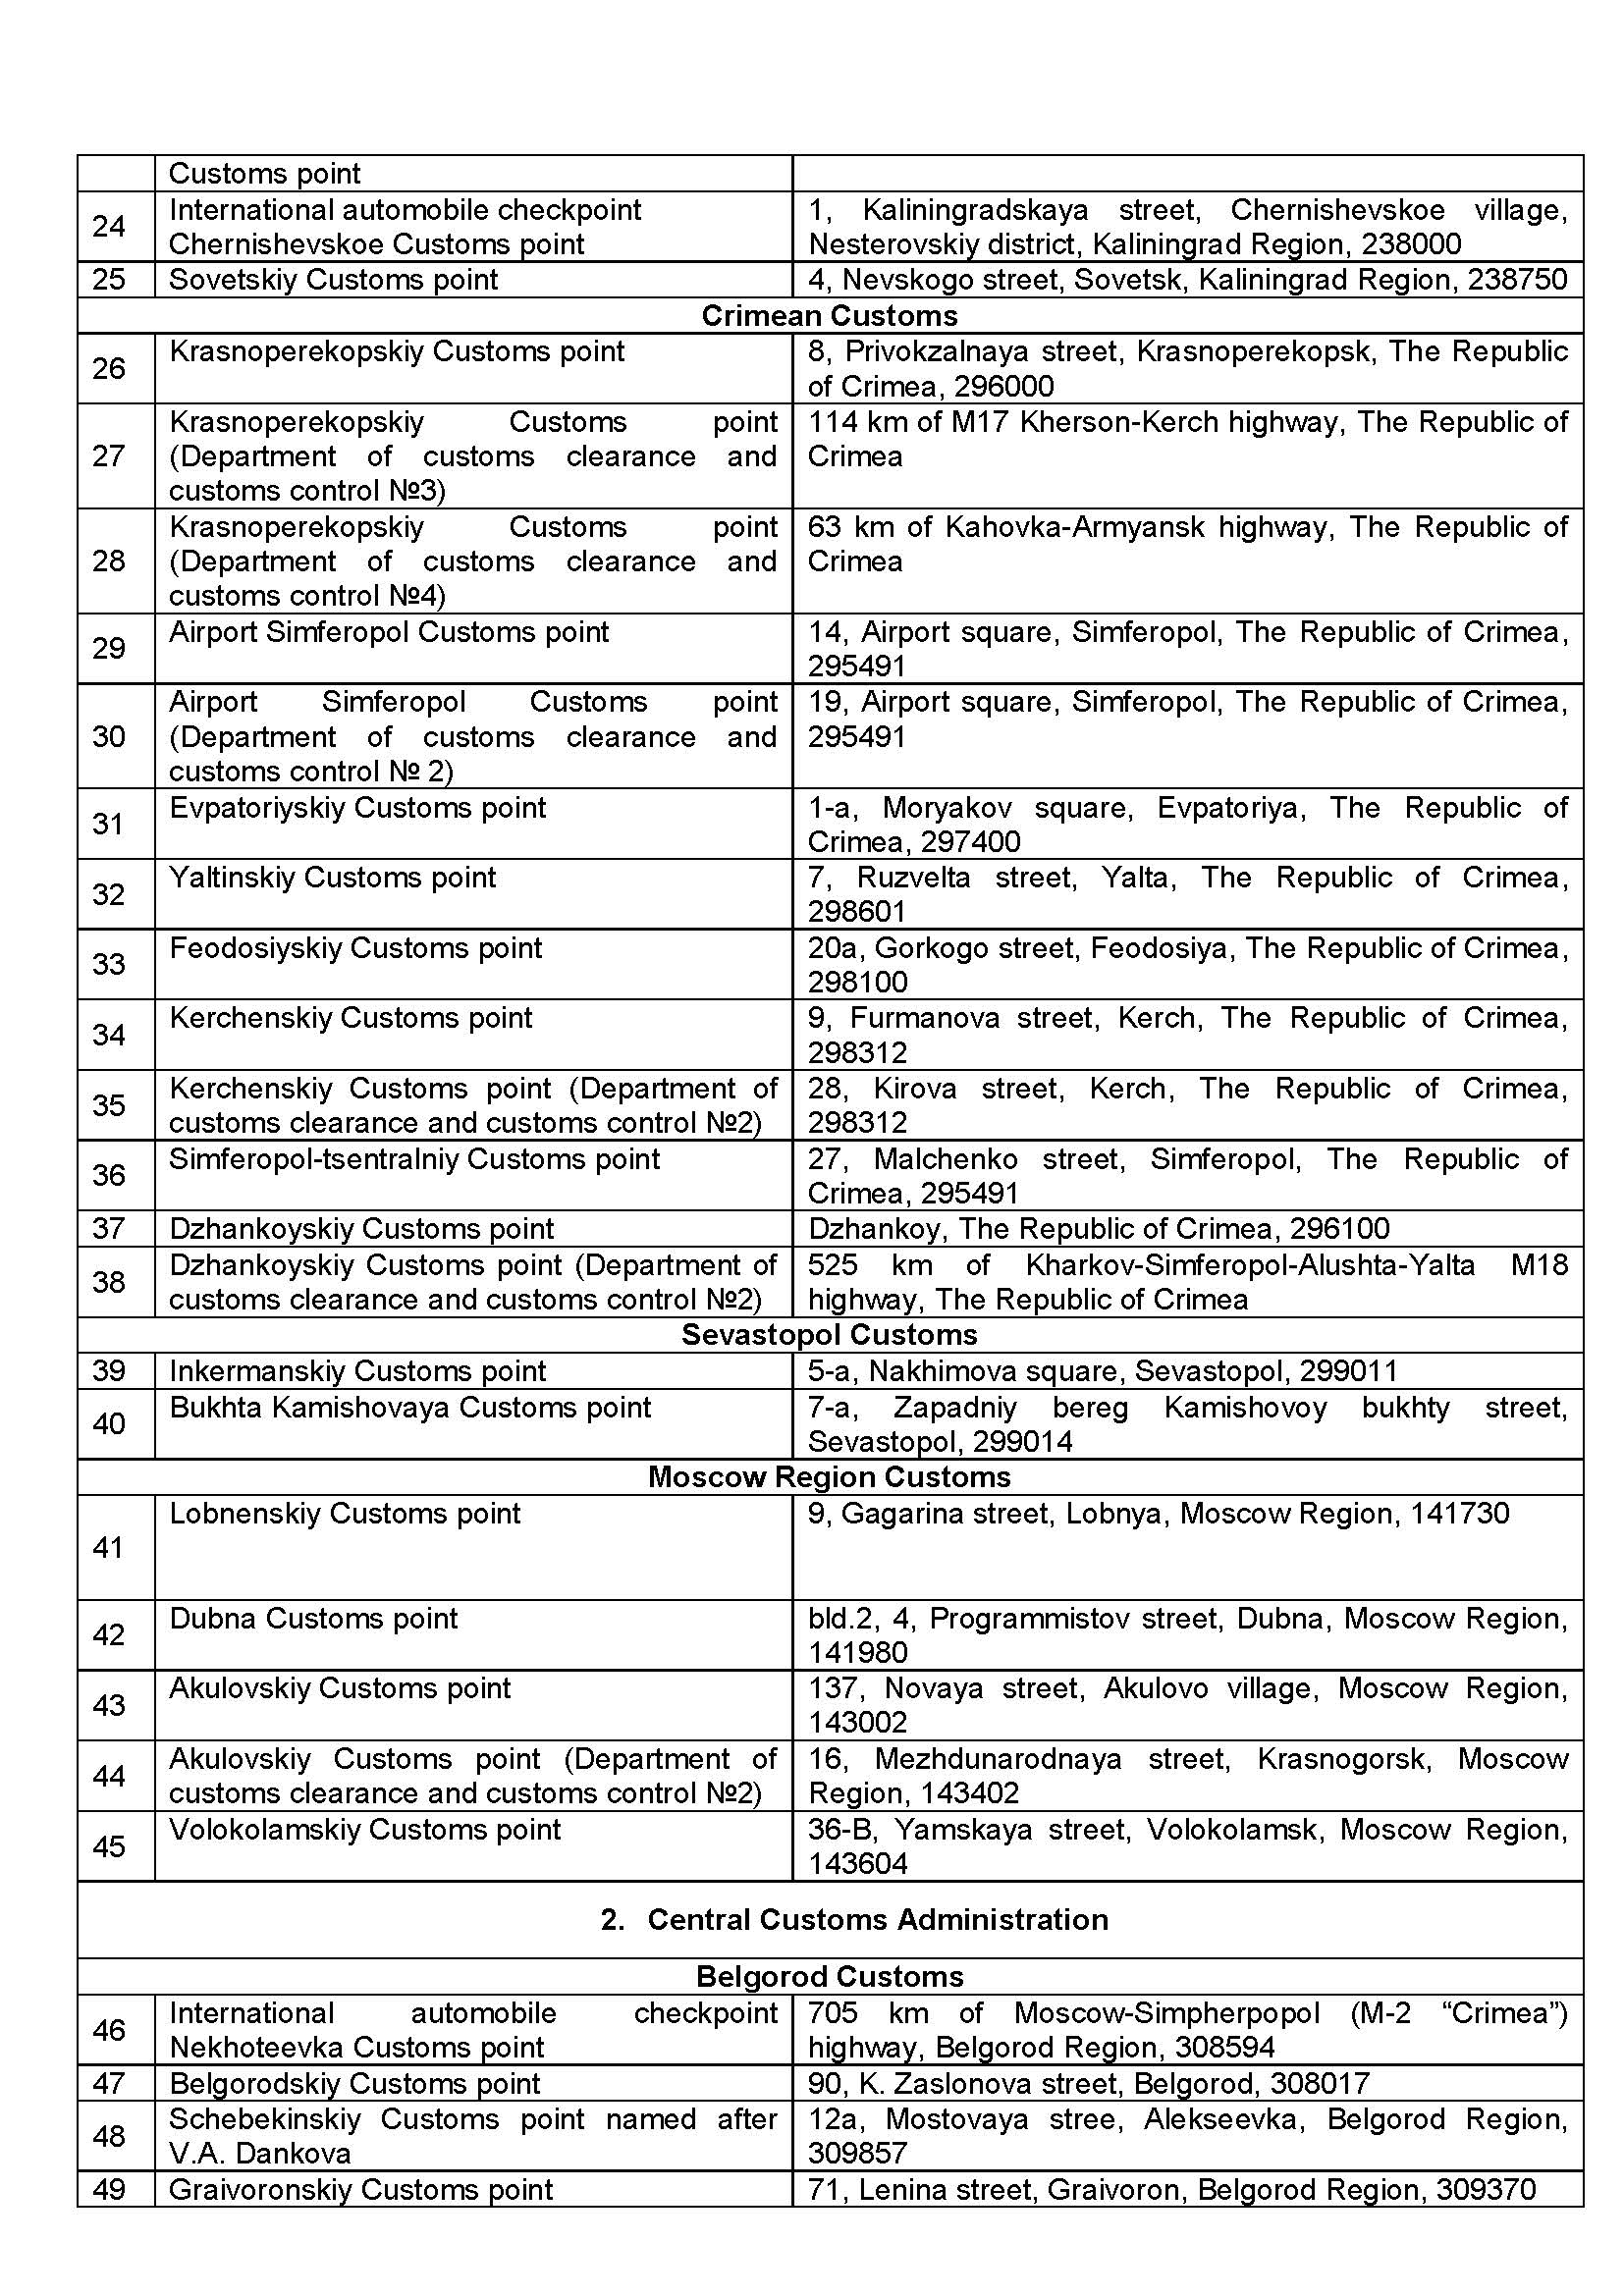 Customs point
24
International automobile checkpoint
Chernishevskoe Customs point
1, Kaliningradskaya street, Chernishevskoe village,
Nesterovskiy district, Kaliningrad Region, 238000
25
Sovetskiy Customs point
4, Nevskogo street, Sovetsk, Kaliningrad Region, 238750
Crimean Customs
26
Krasnoperekopskiy Customs point
8, Privokzalnaya street, Krasnoperekopsk, The Republic
of Crimea, 296000
27
Krasnoperekopskiy Customs point
(Department of customs clearance and
customs control №3)
114 km of M17 Kherson-Kerch highway, The Republic of
Crimea
28
Krasnoperekopskiy Customs point
(Department of customs clearance and
customs control №4)
63 km of Kahovka-Armyansk highway, The Republic of
Crimea
29
Airport Simferopol Customs point
14, Airport square, Simferopol, The Republic of Crimea,
295491
30
Airport Simferopol Customs point
(Department of customs clearance and
customs control № 2)
19, Airport square, Simferopol, The Republic of Crimea,
295491
31
Evpatoriyskiy Customs point
1-a, Moryakov square, Evpatoriya, The Republic of
Crimea, 297400
32
Yaltinskiy Customs point
7, Ruzvelta street, Yalta, The Republic of Crimea,
298601
33
Feodosiyskiy Customs point
20a, Gorkogo street, Feodosiya, The Republic of Crimea,
298100
34
Kerchenskiy Customs point
9, Furmanova street, Kerch, The Republic of Crimea,
298312
35
Kerchenskiy Customs point (Department of
customs clearance and customs control №2)
28, Kirova street, Kerch, The Republic of Crimea,
298312
36
Simferopol-tsentralniy Customs point
27, Malchenko street, Simferopol, The Republic of
Crimea, 295491
37
Dzhankoyskiy Customs point
Dzhankoy, The Republic of Crimea, 296100
38
Dzhankoyskiy Customs point (Department of
customs clearance and customs control №2)
525 km of Kharkov-Simferopol-Alushta-Yalta M18
highway, The Republic of Crimea
Sevastopol Customs
39
Inkermanskiy Customs point
5-a, Nakhimova square, Sevastopol, 299011
40
Bukhta Kamishovaya Customs point
7-a, Zapadniy bereg Kamishovoy bukhty street,
Sevastopol, 299014
Moscow Region Customs
41
Lobnenskiy Customs point
9, Gagarina street, Lobnya, Moscow Region, 141730
42
Dubna Customs point
bld.2, 4, Programmistov street, Dubna, Moscow Region,
141980
43
Akulovskiy Customs point
137, Novaya street, Akulovo village, Moscow Region,
143002
44
Akulovskiy Customs point (Department of
customs clearance and customs control №2)
16, Mezhdunarodnaya street, Krasnogorsk, Moscow
Region, 143402
45
Volokolamskiy Customs point
36-B, Yamskaya street, Volokolamsk, Moscow Region,
143604
2. Central Customs Administration
Belgorod Customs
46
International automobile checkpoint
Nekhoteevka Customs point
705 km of Moscow-Simpherpopol (M-2 “Crimea”)
highway, Belgorod Region, 308594
47
Belgorodskiy Customs point
90, K. Zaslonova street, Belgorod, 308017
48
Schebekinskiy Customs point named after
V.A. Dankova
12a, Mostovaya stree, Alekseevka, Belgorod Region,
309857
49
Graivoronskiy Customs point
71, Lenina street, Graivoron, Belgorod Region, 309370